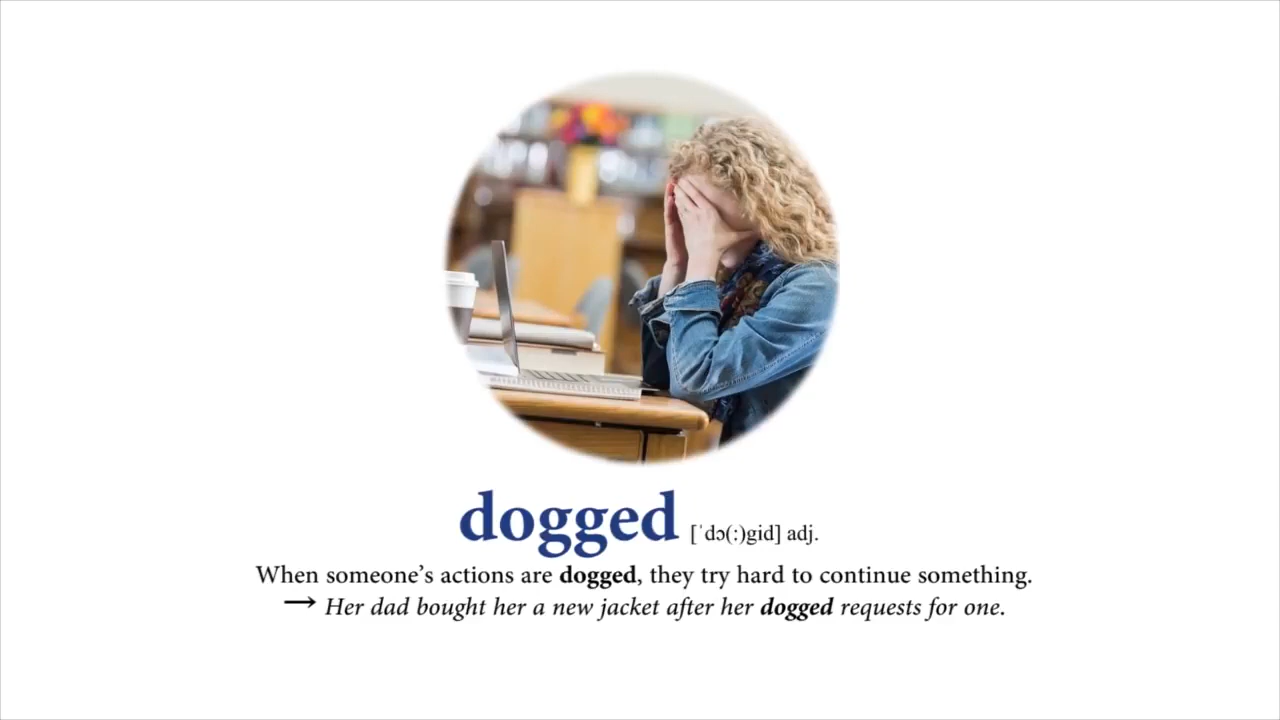 dogged [ˈdɔ(:)gid] adj.
When someone’s actions are dogged, they try hard to continue something.
→ Her dad bought her a new jacket after her dogged requests for one.